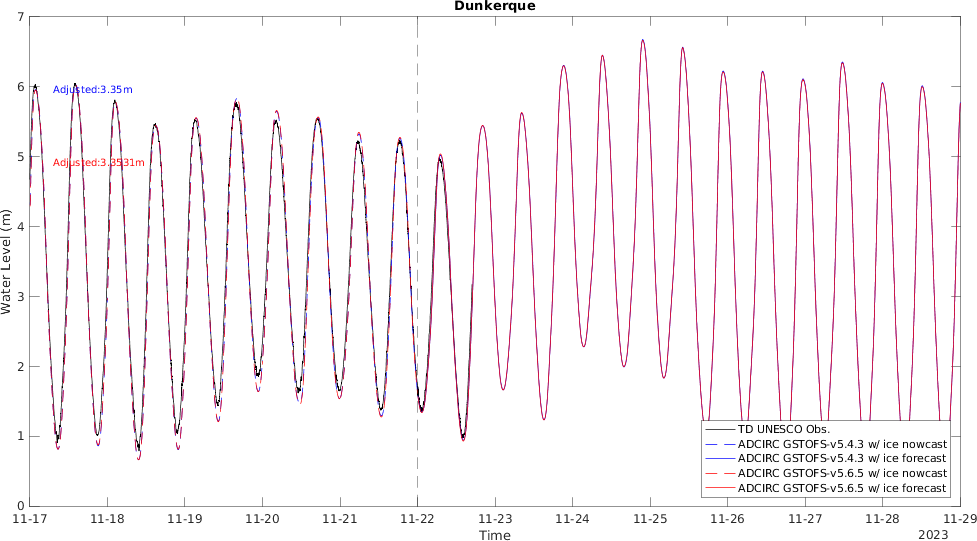 Dunkerque
7
6
5
4
3
2
1
0
Water Level (m)
Adjusted:3.35m
Adjusted:3.3531m
TD UNESCO Obs.
ADCIRC GSTOFS-v5.4.3 w/ ice nowcast
ADCIRC GSTOFS-v5.4.3 w/ ice forecast
ADCIRC GSTOFS-v5.6.5 w/ ice nowcast
ADCIRC GSTOFS-v5.6.5 w/ ice forecast
11-17 11-18 11-19 11-20 11-21 11-22 11-23 11-24 11-25 11-26 11-27 11-28 11-29
Time
2023